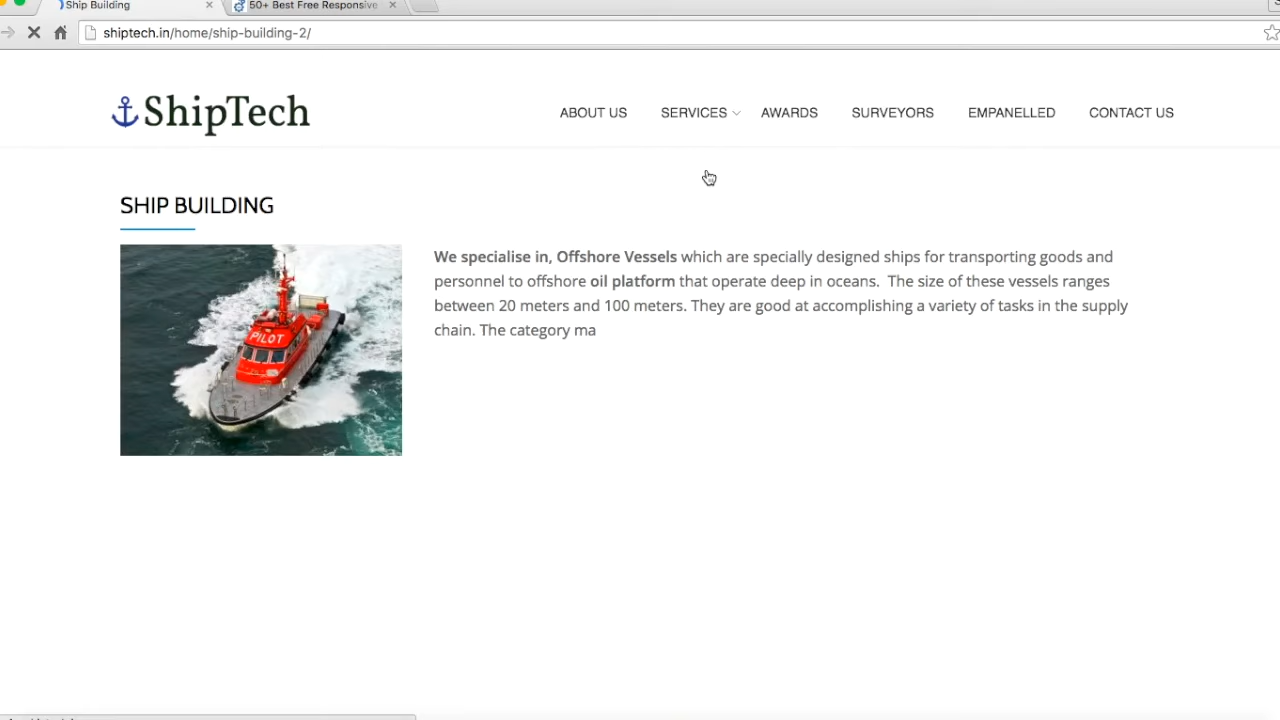 Ship Building
50+ Best Free Responsive
shiptech.in/home/ship-building-2/
ShipTech
ABOUT US SERVICES AWARDS SURVEYORS EMPANELLED CONTACT US
SHIP BUILDING
PILOT
We specialise in, Offshore Vessels which are specially designed ships for transporting goods and
personnel to offshore oil platform that operate deep in oceans. The size of these vessels ranges
between 20 meters and 100 meters. They are good at accomplishing a variety of tasks in the supply
chain. The category ma